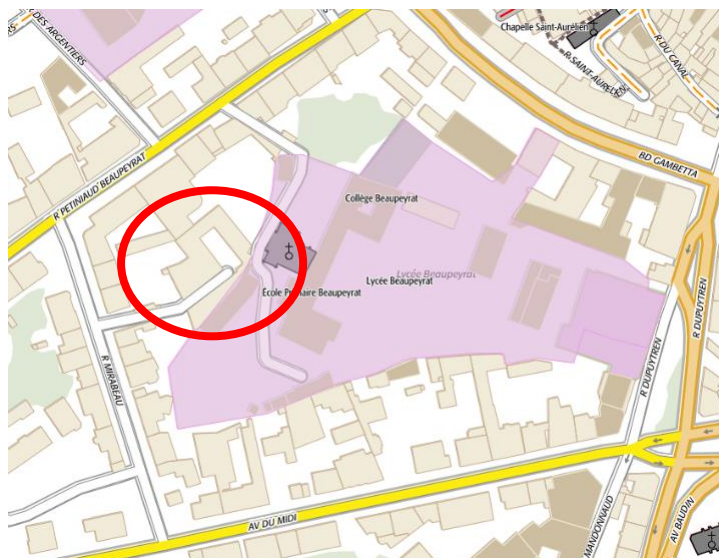 DES ARGENTIERS
Chapelle Saint-Aurélien
R SAINT-AURÉLIEN
R DU CANAL
R PETINIAUD BEAUPEYRAT
BD GAMBETTA
Collège Beaupeyrat
Lycée Beaupeyrat
Lycée Beaupeyrat
École Primaire Beaupeyrat
R MIRABEAU
R DUPUYTREN
R DUPUYTREN
AV DU MIDI
MANDONNAUD
AV BAUDIN